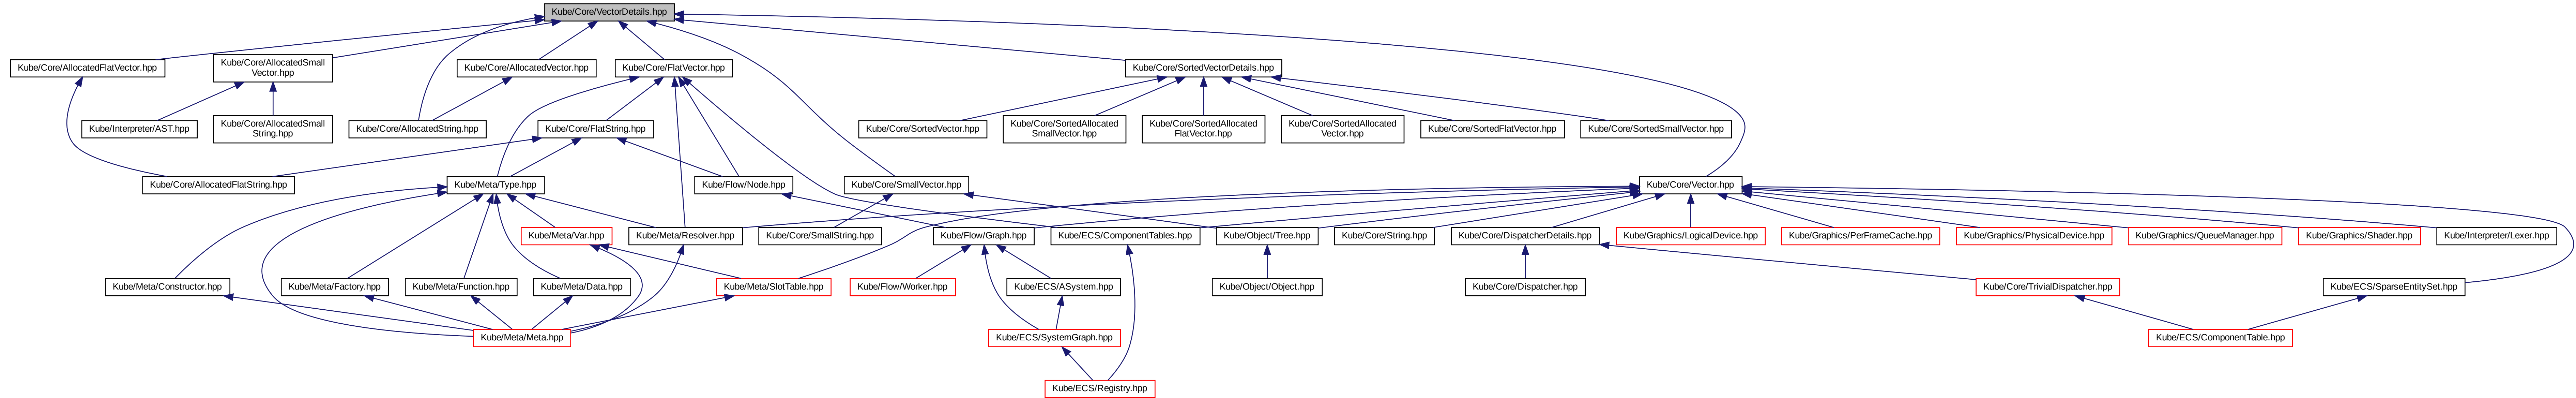 Kube/Core/VectorDetails.hpp
Kube/Core/AllocatedFlatVector.hpp
Kube/Core/AllocatedSmall
Vector.hpp
Kube/Core/AllocatedVector.hpp
Kube/Core/FlatVector.hpp
Kube/Core/SortedVectorDetails.hpp
Kube/Interpreter/AST.hpp
Kube/Core/AllocatedSmall
String.hpp
Kube/Core/AllocatedString.hpp
Kube/Core/FlatString.hpp
Kube/Core/SortedVector.hpp
Kube/Core/SortedAllocated
SmallVector.hpp
Kube/Core/SortedAllocated
FlatVector.hpp
Kube/Core/SortedAllocated
Vector.hpp
Kube/Core/SortedFlatVector.hpp
Kube/Core/SortedSmallVector.hpp
Kube/Core/AllocatedFlatString.hpp
Kube/Meta/Type.hpp
Kube/Flow/Node.hpp
Kube/Core/SmallVector.hpp
Kube/Core/Vector.hpp
Kube/Meta/Var.hpp
Kube/Meta/Resolver.hpp
Kube/Core/SmallString.hpp
Kube/Flow/Graph.hpp
Kube/ECS/ComponentTables.hpp
Kube/Object/Tree.hpp
Kube/Core/String.hpp
Kube/Core/DispatcherDetails.hpp
Kube/Graphics/LogicalDevice.hpp
Kube/Graphics/PerFrameCache.hpp
Kube/Graphics/PhysicalDevice.hpp
Kube/Graphics/QueueManager.hpp
Kube/Graphics/Shader.hpp
Kube/Interpreter/Lexer.hpp
Kube/Meta/Constructor.hpp
Kube/Meta/Factory.hpp
Kube/Meta/Function.hpp
Kube/Meta/Data.hpp
Kube/Meta/SlotTable.hpp
Kube/Flow/Worker.hpp
Kube/ECS/ASystem.hpp
Kube/Object/Object.hpp
Kube/Core/Dispatcher.hpp
Kube/Core/TrivialDispatcher.hpp
Kube/ECS/SparseEntitySet.hpp
Kube/Meta/Meta.hpp
Kube/ECS/SystemGraph.hpp
Kube/ECS/ComponentTable.hpp
Kube/ECS/Registry.hpp